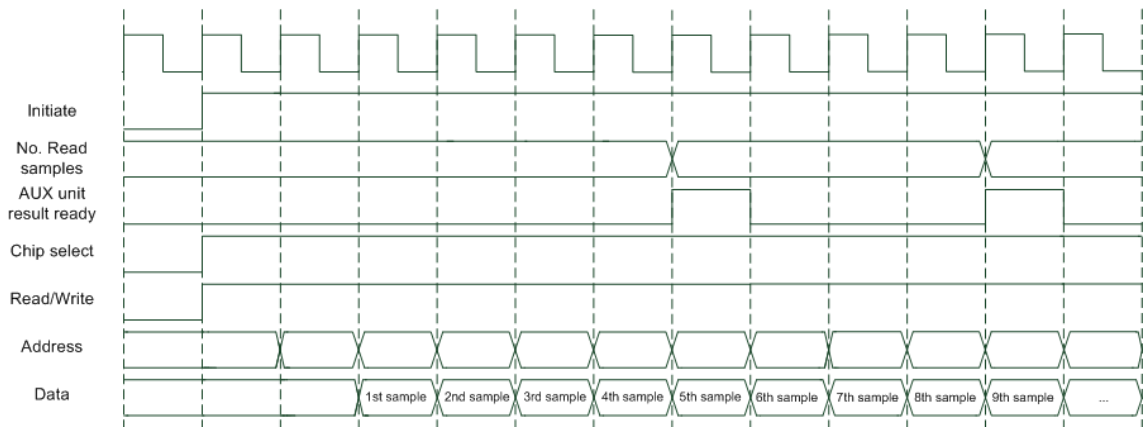 Initiate
No. Read
samples
AUX unit
result ready
Chip select
Read/Write
Address
Data
1st sample
2nd sample
3rd sample
4th sample
5th sample
6th sample
7th sample
8th sample
9th sample
...